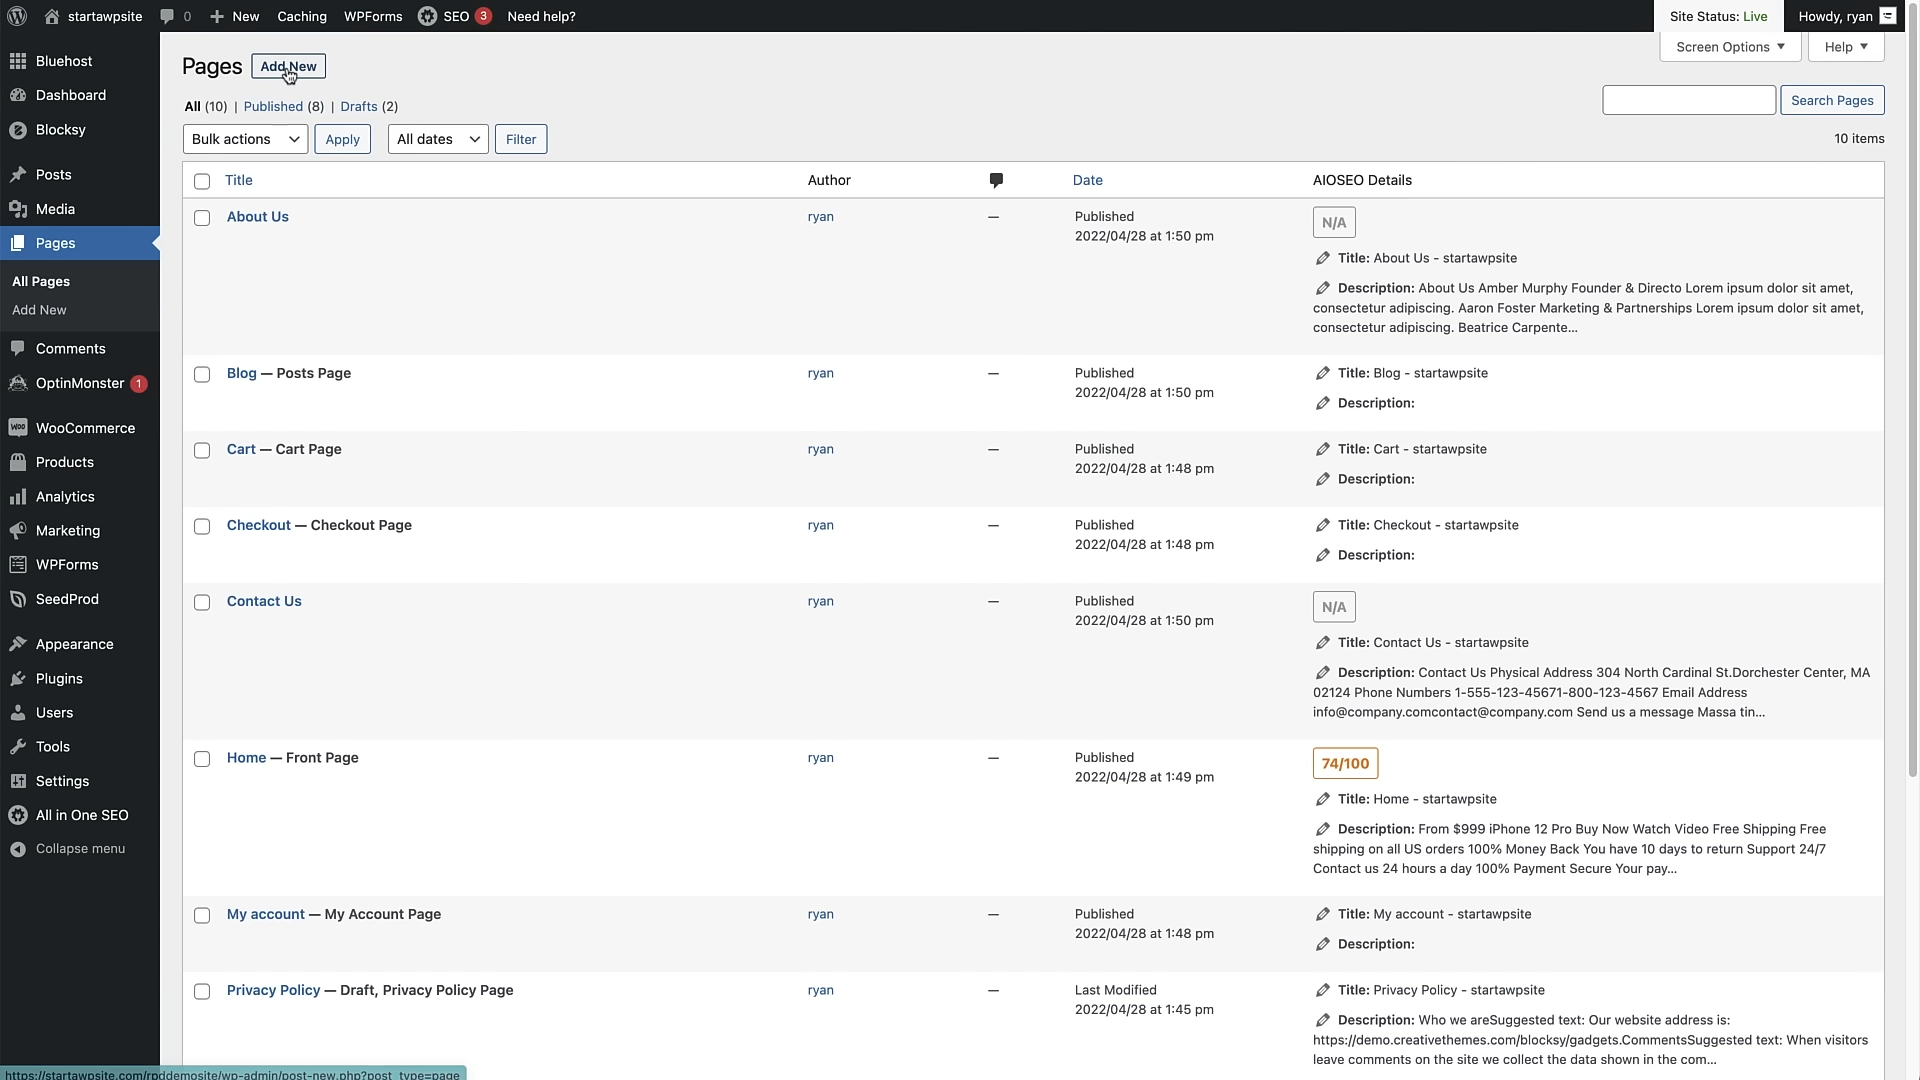 startawpsite 0 New Caching WPForms SEO 3 Need help? Site Status: Live Howdy, ryan
Screen Options Help
Bluehost
Dashboard
Blocksy
Posts
Media
Pages
All Pages
Add New
Comments
OptinMonster 1
WooCommerce
Products
Analytics
Marketing
WPForms
SeedProd
Appearance
Plugins
Users
Tools
Settings
All in One SEO
Collapse menu
Pages Add New
All (10) | Published (8) | Drafts (2)
Search Pages
Bulk actions Apply All dates Filter
10 items
Title Author Date AIOSEO Details
About Us ryan — Published
2022/04/28 at 1:50 pm
N/A
Title: About Us - startawpsite
Description: About Us Amber Murphy Founder & Directo Lorem ipsum dolor sit amet,
consectetur adipiscing. Aaron Foster Marketing & Partnerships Lorem ipsum dolor sit amet,
consectetur adipiscing. Beatrice Carpente...
Blog — Posts Page ryan — Published
2022/04/28 at 1:50 pm
Title: Blog - startawpsite
Description:
Cart — Cart Page ryan — Published
2022/04/28 at 1:48 pm
Title: Cart - startawpsite
Description:
Checkout — Checkout Page ryan — Published
2022/04/28 at 1:48 pm
Title: Checkout - startawpsite
Description:
Contact Us ryan — Published
2022/04/28 at 1:50 pm
N/A
Title: Contact Us - startawpsite
Description: Contact Us Physical Address 304 North Cardinal St.Dorchester Center, MA
02124 Phone Numbers 1-555-123-45671-800-123-4567 Email Address
info@company.comcontact@company.com Send us a message Massa tin...
Home — Front Page ryan — Published
2022/04/28 at 1:49 pm
74/100
Title: Home - startawpsite
Description: From $999 iPhone 12 Pro Buy Now Watch Video Free Shipping Free
shipping on all US orders 100% Money Back You have 10 days to return Support 24/7
Contact us 24 hours a day 100% Payment Secure Your pay...
My account — My Account Page ryan — Published
2022/04/28 at 1:48 pm
Title: My account - startawpsite
Description:
Privacy Policy — Draft, Privacy Policy Page ryan — Last Modified
2022/04/28 at 1:45 pm
Title: Privacy Policy - startawpsite
Description: Who we areSuggested text: Our website address is:
https://demo.creativethemes.com/blocksy/gadgets.CommentsSuggested text: When visitors
leave comments on the site we collect the data shown in the com...
https://startawpsite.com/rpddemosite/wp-admin/post-new.php?post_type=page